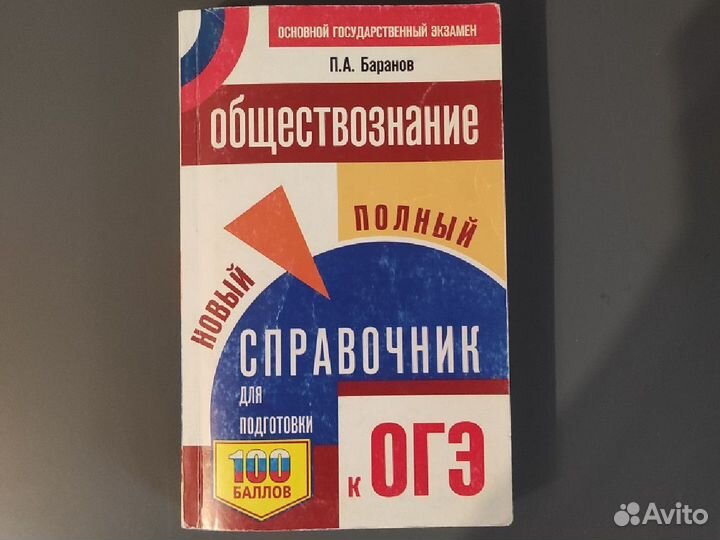 ОСНОВНОЙ ГОСУДАРСТВЕННЫЙ ЭКЗАМЕН
П.А. Баранов
ОБЩЕСТВОЗНАНИЕ
НОВЫЙ
ПОЛНЫЙ
СПРАВОЧНИК
ДЛЯ
ПОДГОТОВКИ
К ОГЭ
100
БАЛЛОВ
Avito